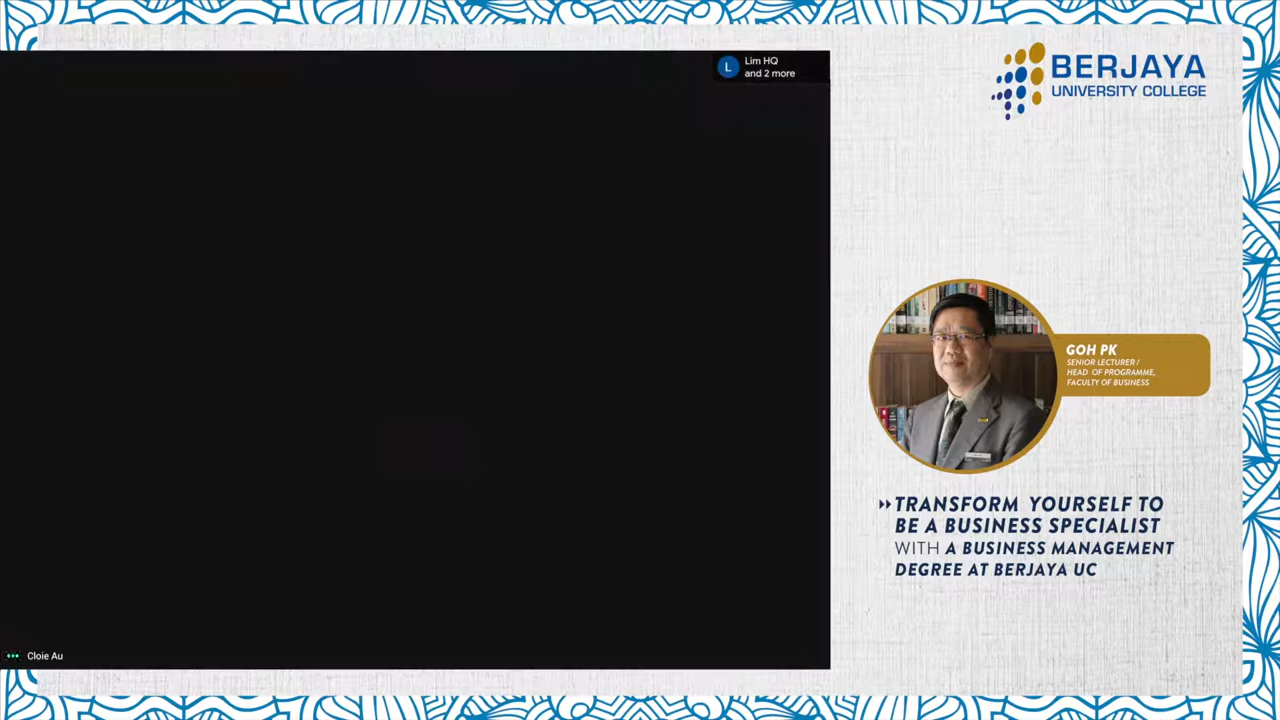 L
Lim HQ
and 2 more
Cloie Au
BERJAYA
UNIVERSITY COLLEGE
GOH PK
SENIOR LECTURER /
HEAD OF PROGRAMME,
FACULTY OF BUSINESS
TRANSFORM YOURSELF TO
BE A BUSINESS SPECIALIST
WITH A BUSINESS MANAGEMENT
DEGREE AT BERJAYA UC